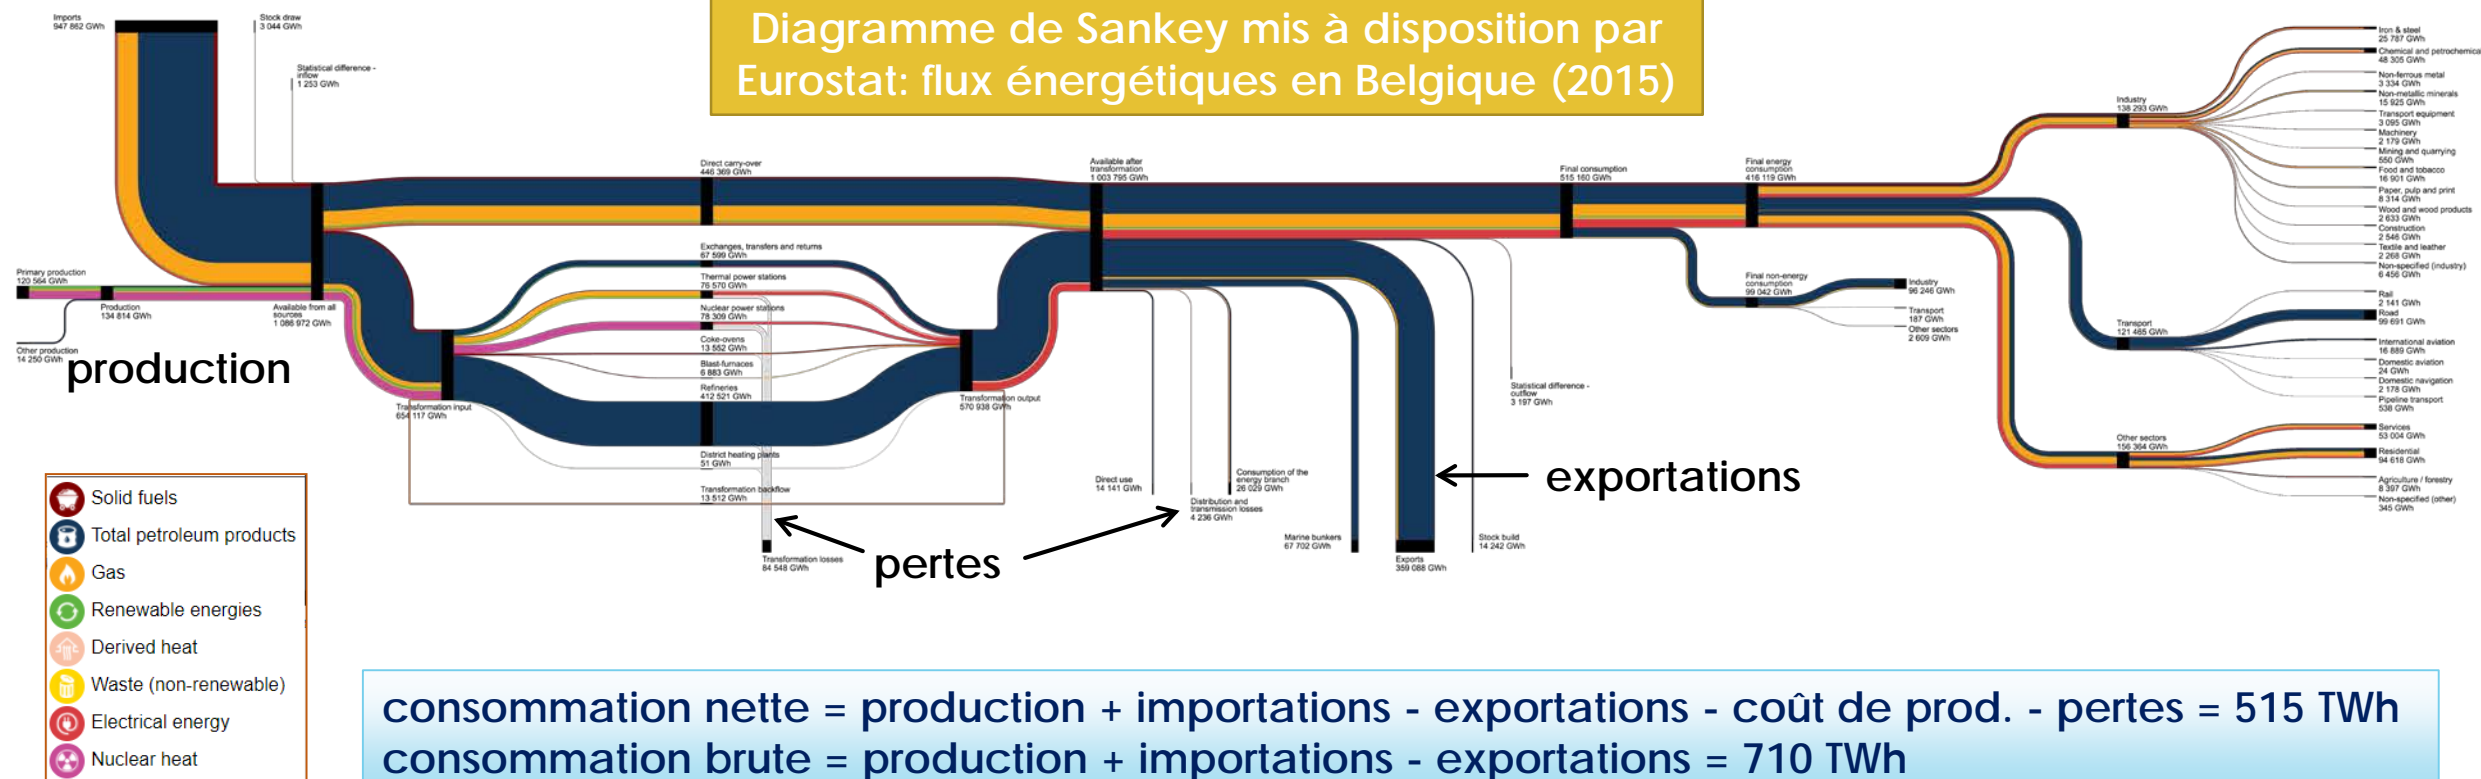 Diagramme de Sankey mis à disposition par
Eurostat: flux énergétiques en Belgique (2015)
Imports
947 862 GWh
Stock draw
3 044 GWh
Statistical difference -
inflow
1 253 GWh
Primary production
120 564 GWh
Production
134 814 GWh
Other production
14 250 GWh
production
Available from all
sources
1 086 972 GWh
Direct carry-over
446 369 GWh
Exchanges, transfers and returns
67 599 GWh
Thermal power stations
76 570 GWh
Nuclear power stations
78 309 GWh
Coke-ovens
13 552 GWh
Blast-furnaces
6 883 GWh
Refineries
412 521 GWh
District heating plants
51 GWh
Transformation backflow
13 512 GWh
Transformation input
654 117 GWh
Transformation output
570 938 GWh
Transformation losses
84 548 GWh
pertes
Available after
transformation
1 003 795 GWh
Direct use
14 141 GWh
Distribution and
transmission losses
4 236 GWh
Consumption of the
energy branch
26 029 GWh
Marine bunkers
67 702 GWh
Exports
359 088 GWh
exportations
Stock build
14 242 GWh
Statistical difference -
outflow
3 197 GWh
Final consumption
515 160 GWh
Final energy
consumption
416 119 GWh
Final non-energy
consumption
99 042 GWh
Industry
96 246 GWh
Transport
187 GWh
Other sectors
2 609 GWh
Industry
138 293 GWh
Transport
121 465 GWh
Other sectors
156 364 GWh
Iron & steel
25 787 GWh
Chemical and petrochemical
48 305 GWh
Non-ferrous metal
3 334 GWh
Non-metallic minerals
15 925 GWh
Transport equipment
3 095 GWh
Machinery
2 179 GWh
Mining and quarrying
550 GWh
Food and tobacco
16 901 GWh
Paper, pulp and print
8 314 GWh
Wood and wood products
2 633 GWh
Construction
2 546 GWh
Textile and leather
2 268 GWh
Non-specified (industry)
6 456 GWh
Rail
2 141 GWh
Road
99 691 GWh
International aviation
16 889 GWh
Domestic aviation
24 GWh
Domestic navigation
2 178 GWh
Pipeline transport
538 GWh
Services
53 004 GWh
Residential
94 618 GWh
Agriculture / forestry
8 397 GWh
Non-specified (other)
345 GWh
Solid fuels
Total petroleum products
Gas
Renewable energies
Derived heat
Waste (non-renewable)
Electrical energy
Nuclear heat
consommation nette = production + importations - exportations - coût de prod. - pertes = 515 TWh
consommation brute = production + importations - exportations = 710 TWh